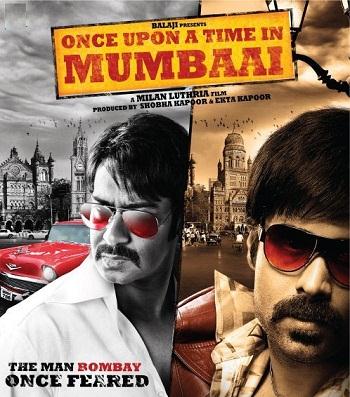 BALAJI PRESENTS
ONCE UPON A TIME IN
MUMBAAI
A MILAN LUTHRIA FILM
PRODUCED BY SHOBHA KAPOOR & EKTA KAPOOR
THE MAN BOMBAY
ONCE FEARED